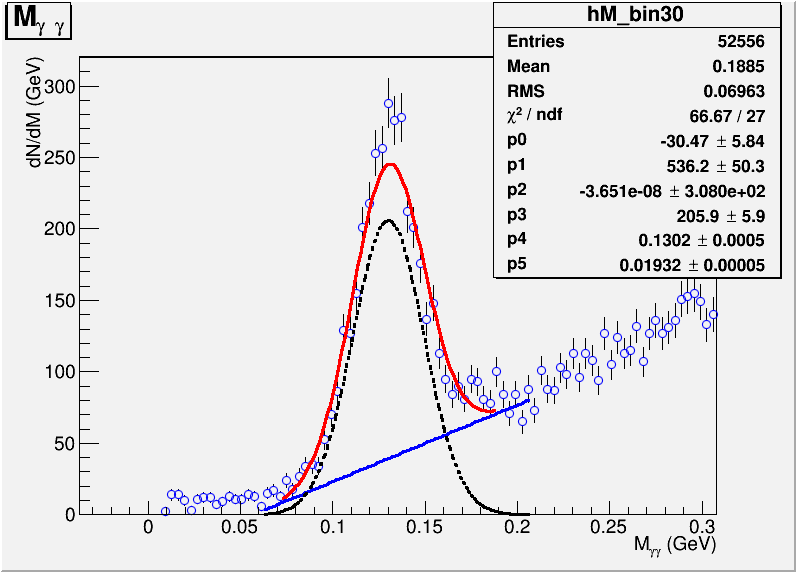 M γ γ
hM_bin30
Entries 52556
Mean 0.1885
RMS 0.06963
χ² / ndf 66.67 / 27
p0 -30.47 ± 5.84
p1 536.2 ± 50.3
p2 -3.651e-08 ± 3.080e+02
p3 205.9 ± 5.9
p4 0.1302 ± 0.0005
p5 0.01932 ± 0.00005
dN/dM (GeV)
300
250
200
150
100
50
0
0 0.05 0.1 0.15 0.2 0.25 0.3
Mγγ (GeV)